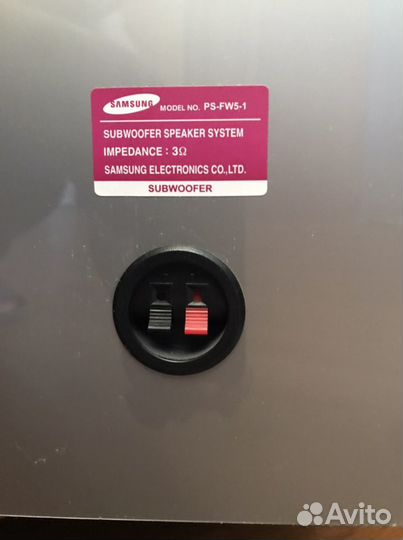 SAMSUNG MODEL NO. PS-FW5-1
SUBWOOFER SPEAKER SYSTEM
IMPEDANCE : 3Ω
SAMSUNG ELECTRONICS CO.,LTD.
SUBWOOFER
Avito